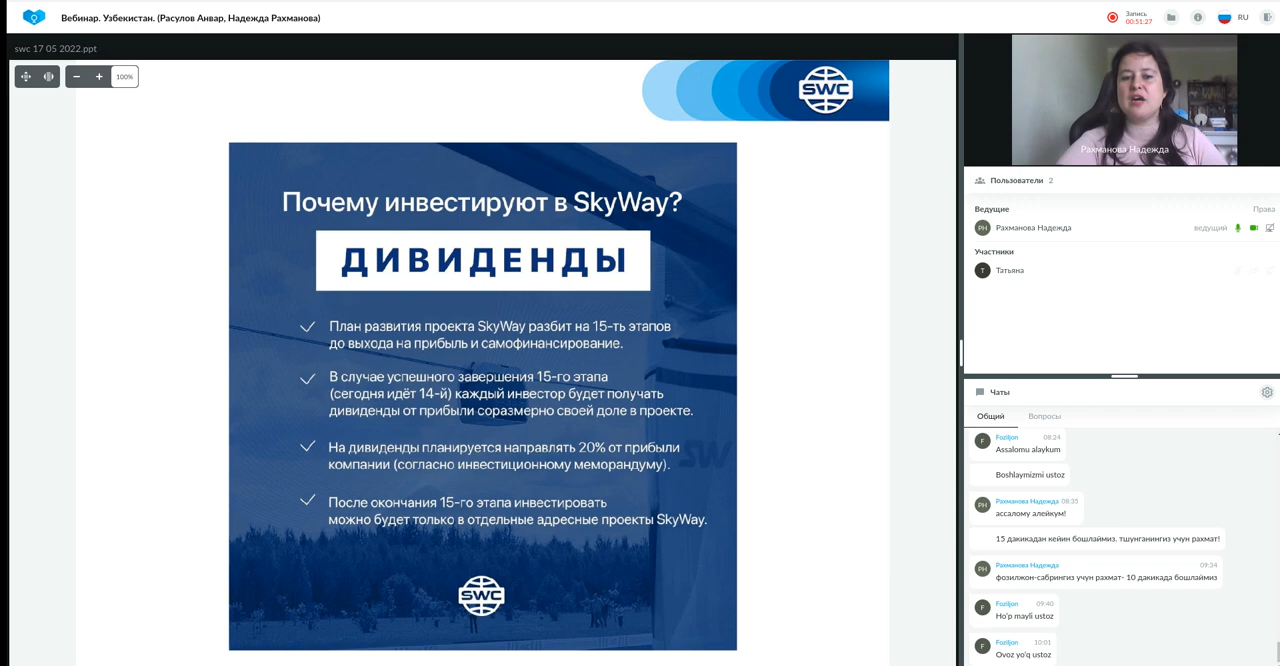 Вебинар. Узбекистан. (Расулов Анвар, Надежда Рахманова)
Запись
00:51:27
RU
swc 17 05 2022.ppt
100%
SWC
Почему инвестируют в SkyWay?
ДИВИДЕНДЫ
План развития проекта SkyWay разбит на 15-ть этапов
до выхода на прибыль и самофинансирование.
В случае успешного завершения 15-го этапа
(сегодня идёт 14-й) каждый инвестор будет получать
дивиденды от прибыли соразмерно своей доле в проекте.
На дивиденды планируется направлять 20% от прибыли
компании (согласно инвестиционному меморандуму).
После окончания 15-го этапа инвестировать
можно будет только в отдельные адресные проекты SkyWay.
SWC
SW
Рахманова Надежда
Пользователи 2
Ведущие Права
РН Рахманова Надежда ведущий
Участники
Т Татьяна
Чаты
Общий Вопросы
F Foziljon 08:24
Assalomu alaykum
Boshlaymizmi ustoz
РН Рахманова Надежда 08:35
ассалому алейкум!
15 дакикадан кейин бошлаймиз. тшунганингиз учун рахмат!
РН Рахманова Надежда 09:34
фозилжон-сабрингиз учун рахмат- 10 дакикада бошлаймиз
F Foziljon 09:40
Ho'p mayli ustoz
F Foziljon 10:01
Ovoz yo'q ustoz